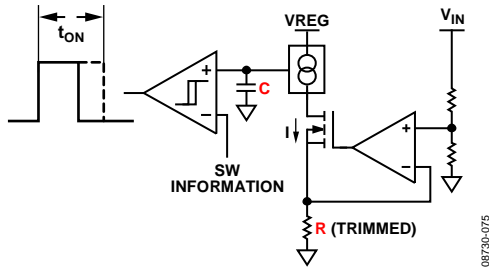 tON
VREG
VIN
+
C
−
SW
INFORMATION
I
+
−
R (TRIMMED)
08730-075